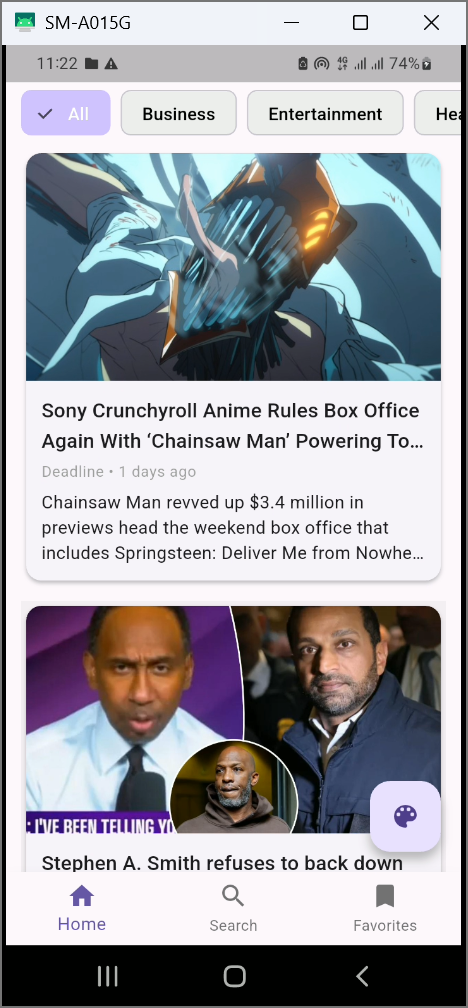 SM-A015G
11:22
4G
74%
All
Business
Entertainment
Hea
Sony Crunchyroll Anime Rules Box Office
Again With ‘Chainsaw Man’ Powering To…
Deadline • 1 days ago
Chainsaw Man revved up $3.4 million in
previews head the weekend box office that
includes Springsteen: Deliver Me from Nowhe…
: I'VE BEEN TELLING YO
Stephen A. Smith refuses to back down
Home
Search
Favorites